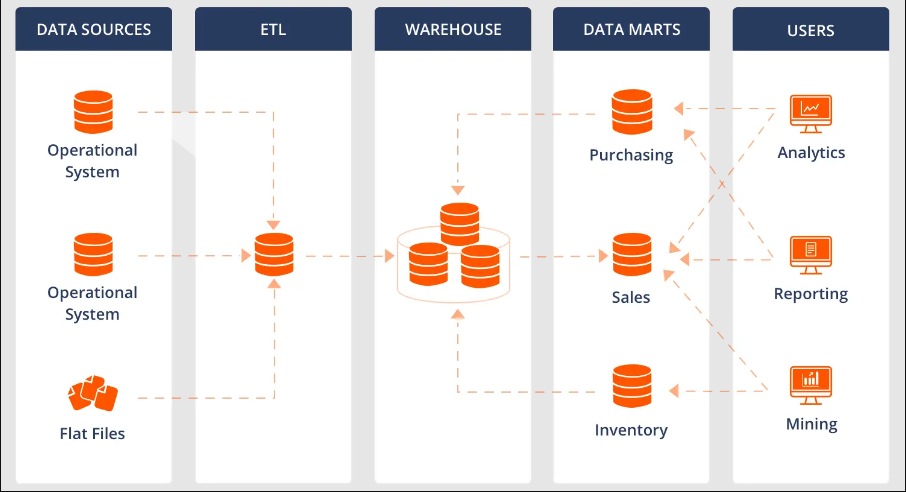 DATA SOURCES
ETL
WAREHOUSE
DATA MARTS
USERS
Operational
System
Operational
System
Flat Files
Purchasing
Sales
Inventory
Analytics
Reporting
Mining